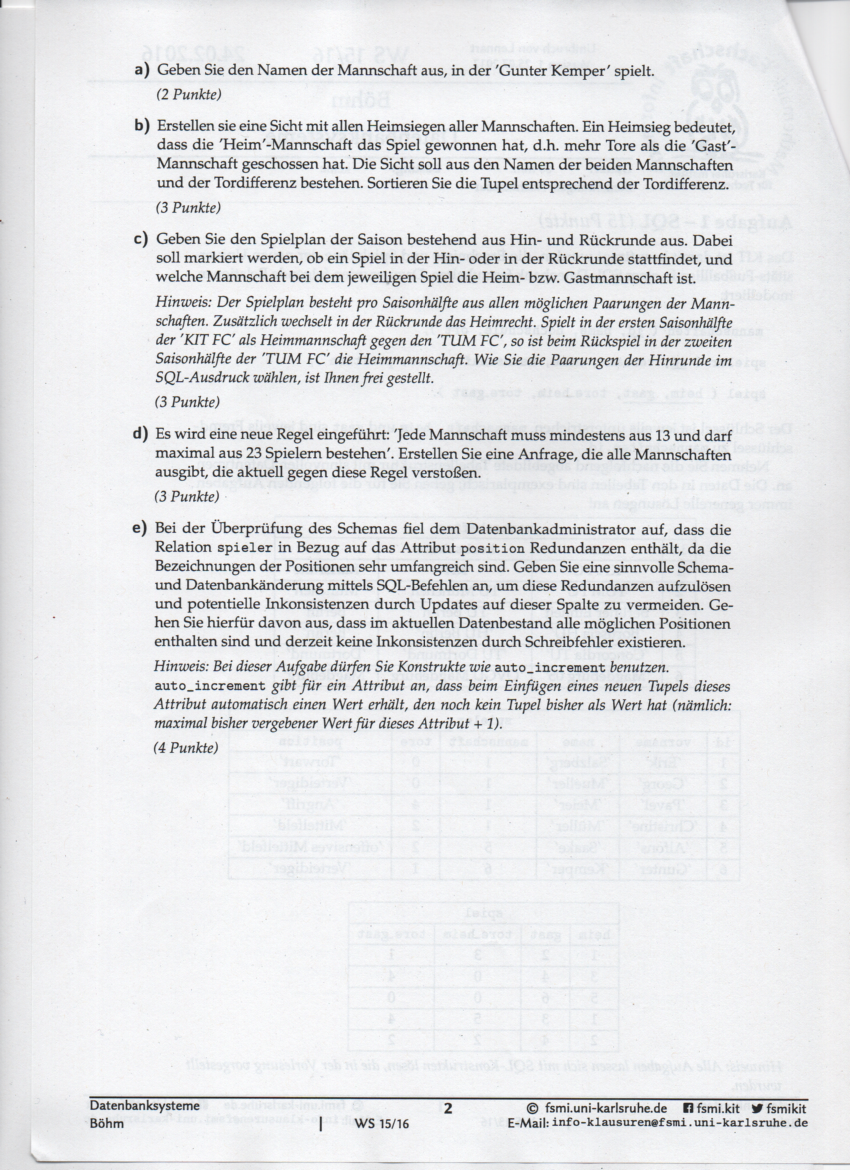 a) Geben Sie den Namen der Mannschaft aus, in der 'Gunter Kemper' spielt.
(2 Punkte)
b) Erstellen sie eine Sicht mit allen Heimsiegen aller Mannschaften. Ein Heimsieg bedeutet,
dass die 'Heim'-Mannschaft das Spiel gewonnen hat, d.h. mehr Tore als die 'Gast'-
Mannschaft geschossen hat. Die Sicht soll aus den Namen der beiden Mannschaften
und der Tordifferenz bestehen. Sortieren Sie die Tupel entsprechend der Tordifferenz.
(3 Punkte)
c) Geben Sie den Spielplan der Saison bestehend aus Hin- und Rückrunde aus. Dabei
soll markiert werden, ob ein Spiel in der Hin- oder in der Rückrunde stattfindet, und
welche Mannschaft bei dem jeweiligen Spiel die Heim- bzw. Gastmannschaft ist.
Hinweis: Der Spielplan besteht pro Saisonhälfte aus allen möglichen Paarungen der Mann-
schaften. Zusätzlich wechselt in der Rückrunde das Heimrecht. Spielt in der ersten Saisonhälfte
der 'KIT FC' als Heimmannschaft gegen den 'TUM FC', so ist beim Rückspiel in der zweiten
Saisonhälfte der 'TUM FC' die Heimmannschaft. Wie Sie die Paarungen der Hinrunde im
SQL-Ausdruck wählen, ist Ihnen frei gestellt.
(3 Punkte)
d) Es wird eine neue Regel eingeführt: 'Jede Mannschaft muss mindestens aus 13 und darf
maximal aus 23 Spielern bestehen'. Erstellen Sie eine Anfrage, die alle Mannschaften
ausgibt, die aktuell gegen diese Regel verstoßen.
(3 Punkte)
e) Bei der Überprüfung des Schemas fiel dem Datenbankadministrator auf, dass die
Relation spieler in Bezug auf das Attribut position Redundanzen enthält, da die
Bezeichnungen der Positionen sehr umfangreich sind. Geben Sie eine sinnvolle Schema-
und Datenbankänderung mittels SQL-Befehlen an, um diese Redundanzen aufzulösen
und potentielle Inkonsistenzen durch Updates auf dieser Spalte zu vermeiden. Ge-
hen Sie hierfür davon aus, dass im aktuellen Datenbestand alle möglichen Positionen
enthalten sind und derzeit keine Inkonsistenzen durch Schreibfehler existieren.
Hinweis: Bei dieser Aufgabe dürfen Sie Konstrukte wie auto_increment benutzen.
auto_increment gibt für ein Attribut an, dass beim Einfügen eines neuen Tupels dieses
Attribut automatisch einen Wert erhält, den noch kein Tupel bisher als Wert hat (nämlich:
maximal bisher vergebener Wert für dieses Attribut + 1).
(4 Punkte)
Datenbanksysteme 2 © fsmi.uni-karlsruhe.de fsmi.kit fsmikit
Böhm | WS 15/16 E-Mail: info-klausuren@fsmi.uni-karlsruhe.de